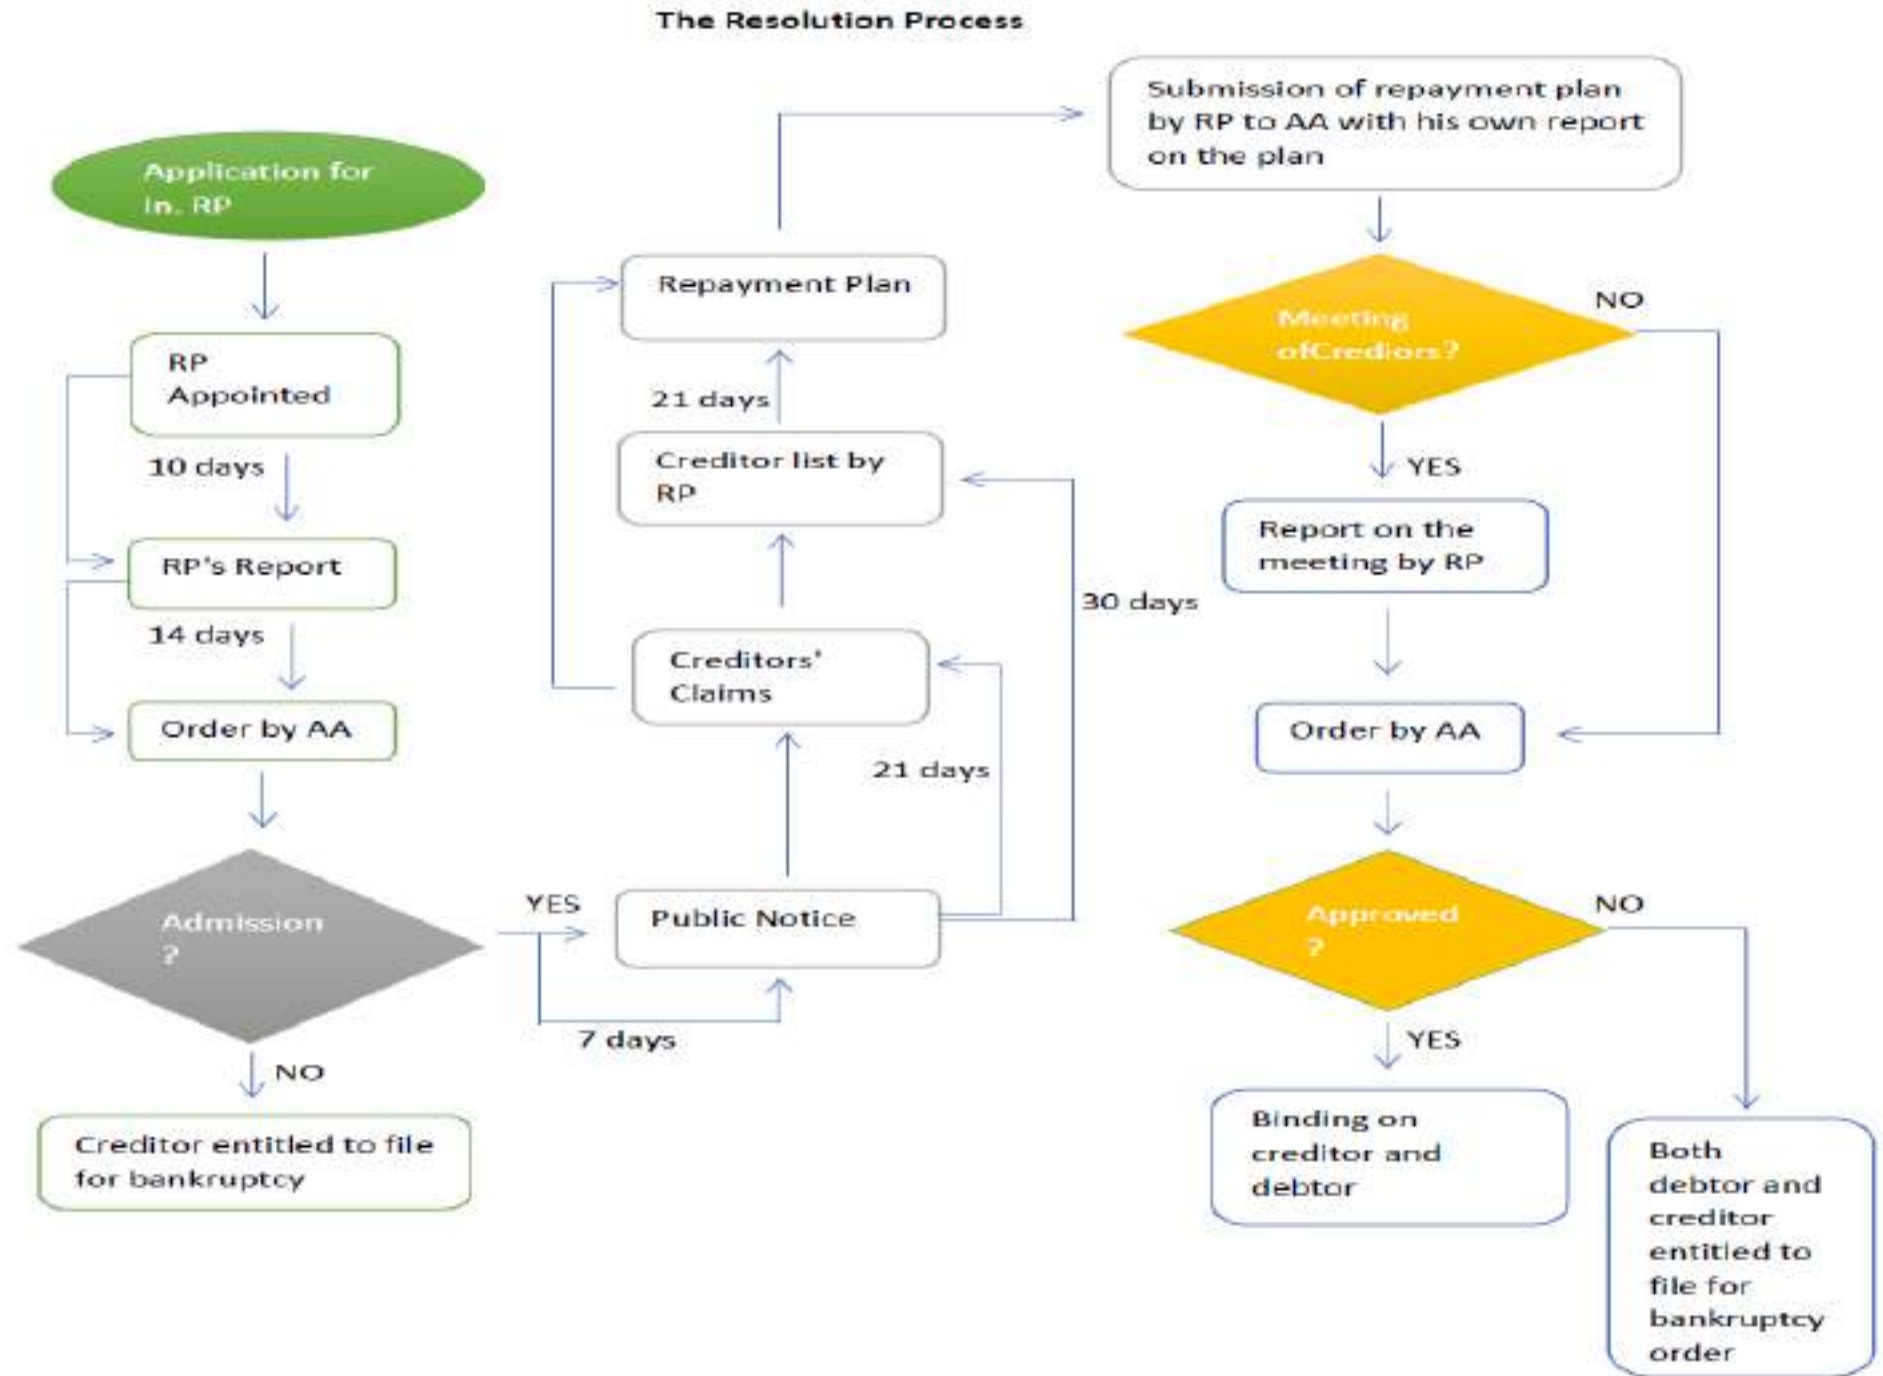 The Resolution Process
Application for
In. RP
RP
Appointed
10 days
RP's Report
14 days
Order by AA
Admission
?
NO
Creditor entitled to file
for bankruptcy
YES
7 days
Public Notice
21 days
30 days
Creditors'
Claims
Creditor list by
RP
21 days
Repayment Plan
Submission of repayment plan
by RP to AA with his own report
on the plan
Meeting
ofCrediors?
NO
YES
Report on the
meeting by RP
Order by AA
Approved
?
NO
YES
Binding on
creditor and
debtor
Both
debtor and
creditor
entitled to
file for
bankruptcy
order